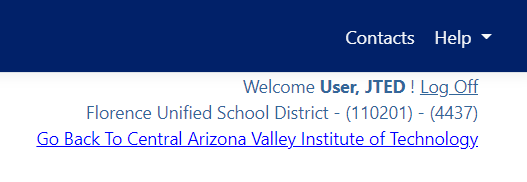 Contacts Help
Welcome User, JTED ! Log Off
Florence Unified School District - (110201) - (4437)
Go Back To Central Arizona Valley Institute of Technology